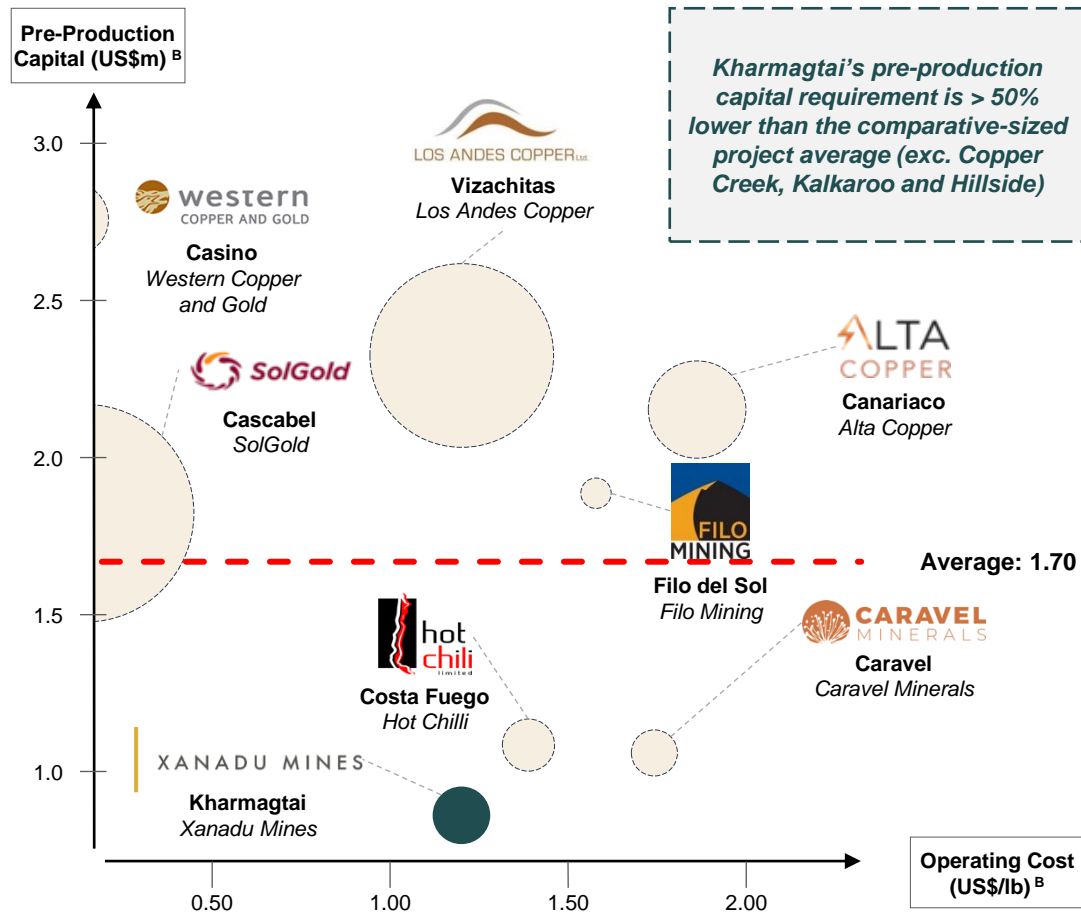 Pre-Production
Capital (US$m) B
Kharmagtai's pre-production
capital requirement is > 50%
lower than the comparative-sized
project average (exc. Copper
Creek, Kalkaroo and Hillside)
3.0
LOS ANDES COPPER Ltd.
Vizachitas
Los Andes Copper
western
COPPER AND GOLD
Casino
Western Copper
and Gold
2.5
ALTA
COPPER
Canariaco
Alta Copper
SolGold
Cascabel
SolGold
2.0
FILO
MINING
Filo del Sol
Filo Mining
Average: 1.70
1.5
hot
chili
limited
Costa Fuego
Hot Chilli
CARAVEL
MINERALS
Caravel
Caravel Minerals
1.0
XANADU MINES
Kharmagtai
Xanadu Mines
0.50
1.00
1.50
2.00
Operating Cost
(US$/lb) B